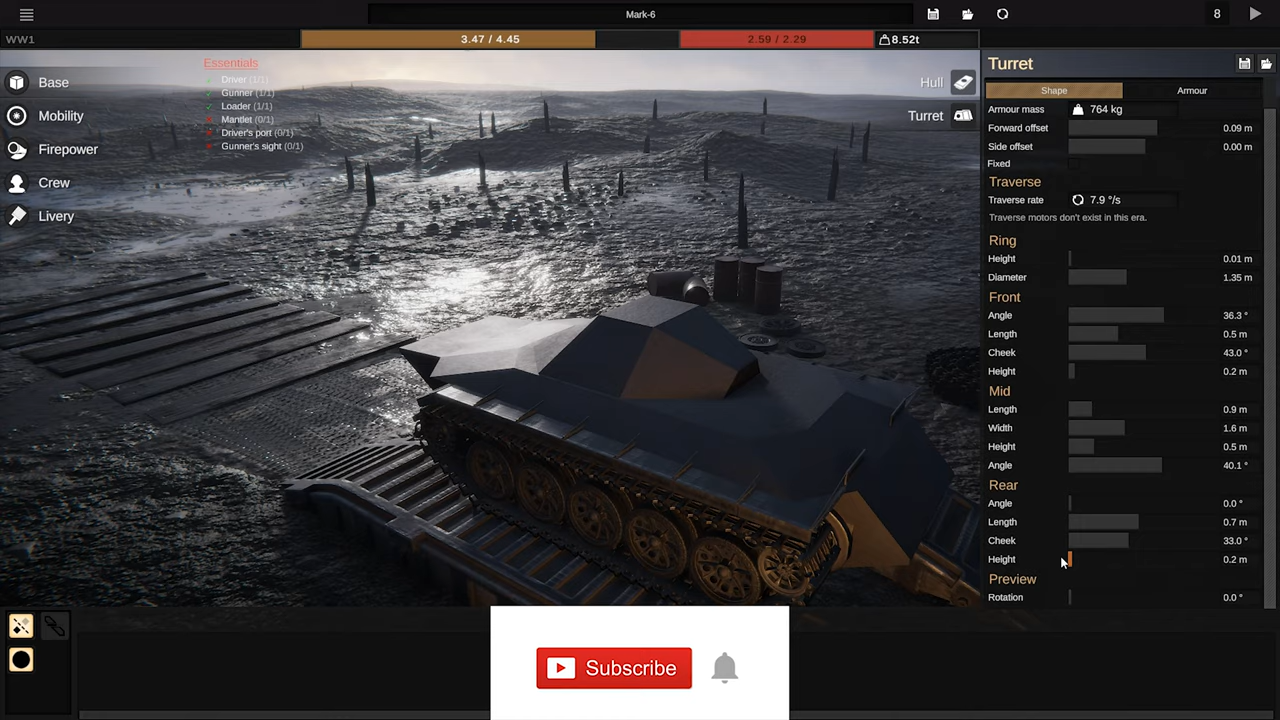 Mark-6
8
WW1
3.47 / 4.45
2.59 / 2.29
8.52t
Essentials
Driver (1/1)
Gunner (1/1)
Loader (1/1)
Mantlet (0/1)
Driver's port (0/1)
Gunner's sight (0/1)
Base
Mobility
Firepower
Crew
Livery
Hull
Turret
Turret
Shape
Armour
Armour mass 764 kg
Forward offset 0.09 m
Side offset 0.00 m
Fixed
Traverse
Traverse rate 7.9 °/s
Traverse motors don't exist in this era.
Ring
Height 0.01 m
Diameter 1.35 m
Front
Angle 36.3 °
Length 0.5 m
Cheek 43.0 °
Height 0.2 m
Mid
Length 0.9 m
Width 1.6 m
Height 0.5 m
Angle 40.1 °
Rear
Angle 0.0 °
Length 0.7 m
Cheek 33.0 °
Height 0.2 m
Preview
Rotation 0.0 °
Subscribe